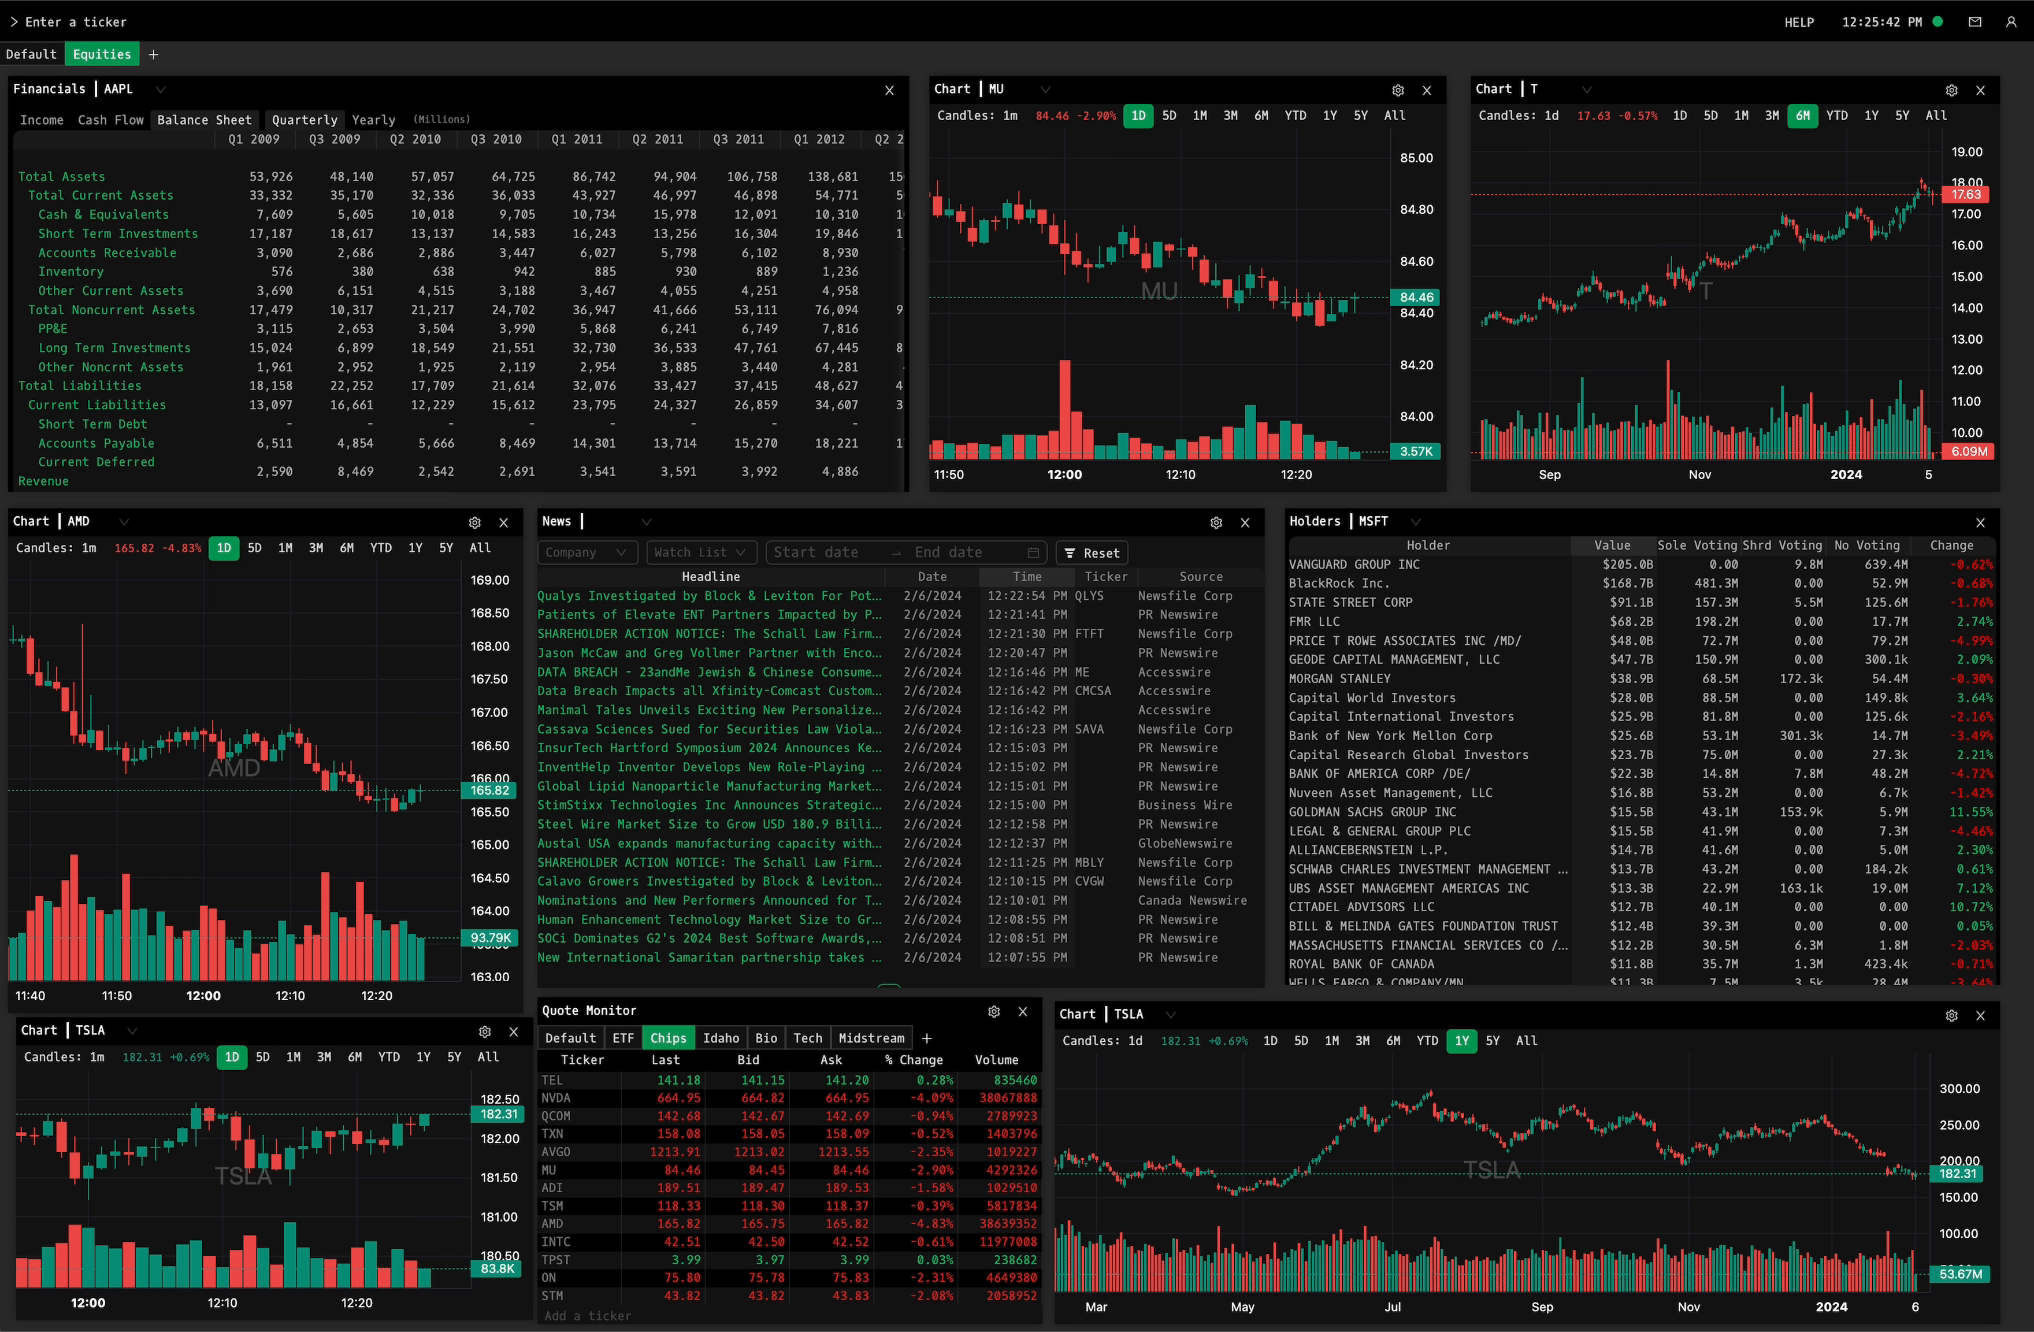 > Enter a ticker HELP 12:25:42 PM
Default Equities +
Financials | AAPL
Income Cash Flow Balance Sheet Quarterly Yearly (Millions)
Q1 2009 Q3 2009 Q2 2010 Q3 2010 Q1 2011 Q2 2011 Q3 2011 Q1 2012 Q2 2
Total Assets 53,926 48,140 57,057 64,725 86,742 94,904 106,758 138,681 15
Total Current Assets 33,332 35,170 32,336 36,033 43,927 46,997 46,898 54,771 5
Cash & Equivalents 7,609 5,605 10,018 9,705 10,734 15,978 12,091 10,310 1
Short Term Investments 17,187 18,617 13,137 14,583 16,243 13,256 16,304 19,846 1
Accounts Receivable 3,090 2,686 2,886 3,447 6,027 5,798 6,102 8,930
Inventory 576 380 638 942 885 930 889 1,236
Other Current Assets 3,690 6,151 4,515 3,188 3,467 4,055 4,251 4,958
Total Noncurrent Assets 17,479 10,317 21,217 24,702 36,947 41,666 53,111 76,094 9
PP&E 3,115 2,653 3,504 3,990 5,868 6,241 6,749 7,816
Long Term Investments 15,024 6,899 18,549 21,551 32,730 36,533 47,761 67,445 8
Other Noncrnt Assets 1,961 2,952 1,925 2,119 2,954 3,885 3,440 4,281
Total Liabilities 18,158 22,252 17,709 21,614 32,076 33,427 37,415 48,627 4
Current Liabilities 13,097 16,661 12,229 15,612 23,795 24,327 26,859 34,607 3
Short Term Debt - - - - - - - -
Accounts Payable 6,511 4,854 5,666 8,469 14,301 13,714 15,270 18,221 1
Current Deferred
2,590 8,469 2,542 2,691 3,541 3,591 3,992 4,886
Revenue
Chart | MU
Candles: 1m 84.46 -2.90% 1D 5D 1M 3M 6M YTD 1Y 5Y All
85.00
84.80
84.60
MU
84.46
84.40
84.20
84.00
3.57K
11:50 12:00 12:10 12:20
Chart | T
Candles: 1d 17.63 -0.57% 1D 5D 1M 3M 6M YTD 1Y 5Y All
19.00
18.00
17.63
17.00
16.00
15.00
T
14.00
13.00
12.00
11.00
10.00
6.09M
Sep Nov 2024 5
Chart | AMD
Candles: 1m 165.82 -4.83% 1D 5D 1M 3M 6M YTD 1Y 5Y All
169.00
168.50
168.00
167.50
167.00
166.50
AMD
166.00
165.82
165.50
165.00
164.50
164.00
93.79K
163.00
11:40 11:50 12:00 12:10 12:20
News |
Company Watch List Start date → End date Reset
Headline Date Time Ticker Source
Qualys Investigated by Block & Leviton For Pot... 2/6/2024 12:22:54 PM QLYS Newsfile Corp
Patients of Elevate ENT Partners Impacted by P... 2/6/2024 12:21:41 PM PR Newswire
SHAREHOLDER ACTION NOTICE: The Schall Law Firm... 2/6/2024 12:21:30 PM FTFT Newsfile Corp
Jason McCaw and Greg Vollmer Partner with Enco... 2/6/2024 12:20:47 PM PR Newswire
DATA BREACH - 23andMe Jewish & Chinese Consume... 2/6/2024 12:16:46 PM ME Accesswire
Data Breach Impacts all Xfinity-Comcast Custom... 2/6/2024 12:16:42 PM CMCSA Accesswire
Manimal Tales Unveils Exciting New Personalize... 2/6/2024 12:16:42 PM Accesswire
Cassava Sciences Sued for Securities Law Viola... 2/6/2024 12:16:23 PM SAVA Newsfile Corp
InsurTech Hartford Symposium 2024 Announces Ke... 2/6/2024 12:15:03 PM PR Newswire
InventHelp Inventor Develops New Role-Playing ... 2/6/2024 12:15:02 PM PR Newswire
Global Lipid Nanoparticle Manufacturing Market... 2/6/2024 12:15:01 PM PR Newswire
StimStixx Technologies Inc Announces Strategic... 2/6/2024 12:15:00 PM Business Wire
Steel Wire Market Size to Grow USD 180.9 Billi... 2/6/2024 12:12:58 PM PR Newswire
Austal USA expands manufacturing capacity with... 2/6/2024 12:12:37 PM GlobeNewswire
SHAREHOLDER ACTION NOTICE: The Schall Law Firm... 2/6/2024 12:11:25 PM MBLY Newsfile Corp
Calavo Growers Investigated by Block & Leviton... 2/6/2024 12:10:15 PM CVGW Newsfile Corp
Nominations and New Performers Announced for T... 2/6/2024 12:10:01 PM Canada Newswire
Human Enhancement Technology Market Size to Gr... 2/6/2024 12:08:55 PM PR Newswire
SOCi Dominates G2's 2024 Best Software Awards,... 2/6/2024 12:08:51 PM PR Newswire
New International Samaritan partnership takes ... 2/6/2024 12:07:55 PM PR Newswire
Holders | MSFT
Holder Value Sole Voting Shrd Voting No Voting Change
VANGUARD GROUP INC $205.0B 0.00 9.8M 639.4M -0.62%
BlackRock Inc. $168.7B 481.3M 0.00 52.9M -0.68%
STATE STREET CORP $91.1B 157.3M 5.5M 125.6M -1.76%
FMR LLC $68.2B 198.2M 0.00 17.7M 2.74%
PRICE T ROWE ASSOCIATES INC /MD/ $48.0B 72.7M 0.00 79.2M -4.99%
GEODE CAPITAL MANAGEMENT, LLC $47.7B 150.9M 0.00 300.1k 2.09%
MORGAN STANLEY $38.9B 68.5M 172.3k 54.4M -0.30%
Capital World Investors $28.0B 88.5M 0.00 149.8k 3.64%
Capital International Investors $25.9B 81.8M 0.00 125.6k -2.16%
Bank of New York Mellon Corp $25.6B 53.1M 301.3k 14.7M -3.49%
Capital Research Global Investors $23.7B 75.0M 0.00 27.3k 2.21%
BANK OF AMERICA CORP /DE/ $22.3B 14.8M 7.8M 48.2M -4.72%
Nuveen Asset Management, LLC $16.8B 53.2M 0.00 6.7k -1.42%
GOLDMAN SACHS GROUP INC $15.5B 43.1M 153.9k 5.9M 11.55%
LEGAL & GENERAL GROUP PLC $15.5B 41.9M 0.00 7.3M -4.46%
ALLIANCEBERNSTEIN L.P. $14.7B 41.6M 0.00 5.0M 2.30%
SCHWAB CHARLES INVESTMENT MANAGEMENT ... $13.7B 43.2M 0.00 184.2k 0.61%
UBS ASSET MANAGEMENT AMERICAS INC $13.3B 22.9M 163.1k 19.0M 7.12%
CITADEL ADVISORS LLC $12.7B 40.1M 0.00 0.00 10.72%
BILL & MELINDA GATES FOUNDATION TRUST $12.4B 39.3M 0.00 0.00 0.05%
MASSACHUSETTS FINANCIAL SERVICES CO /... $12.2B 30.5M 6.3M 1.8M -2.03%
ROYAL BANK OF CANADA $11.8B 35.7M 1.3M 423.4k -0.71%
WELLS FARGO & COMPANY/MN $11.3B 7.5M 3.5k 28.4M -3.64%
Chart | TSLA
Candles: 1m 182.31 +0.69% 1D 5D 1M 3M 6M YTD 1Y 5Y All
182.50
182.31
182.00
181.50
TSLA
181.00
180.50
83.8K
12:00 12:10 12:20
Quote Monitor
Default ETF Chips Idaho Bio Tech Midstream +
Ticker Last Bid Ask % Change Volume
TEL 141.18 141.15 141.20 0.28% 835460
NVDA 664.95 664.82 664.95 -4.09% 38067888
QCOM 142.68 142.67 142.69 -0.94% 2789923
TXN 158.08 158.05 158.09 -0.52% 1403796
AVGO 1213.91 1213.02 1213.55 -2.35% 1019227
MU 84.46 84.45 84.46 -2.90% 4292326
ADI 189.51 189.47 189.53 -1.58% 1029510
TSM 118.33 118.30 118.37 -0.39% 5817834
AMD 165.82 165.75 165.82 -4.83% 38639352
INTC 42.51 42.50 42.52 -0.61% 11977008
TPST 3.99 3.97 3.99 0.03% 238682
ON 75.80 75.78 75.83 -2.31% 4649380
STM 43.82 43.82 43.83 -2.08% 2058952
Add a ticker
Chart | TSLA
Candles: 1d 182.31 +0.69% 1D 5D 1M 3M 6M YTD 1Y 5Y All
300.00
250.00
200.00
TSLA
182.31
150.00
100.00
53.67M
Mar May Jul Sep Nov 2024 6